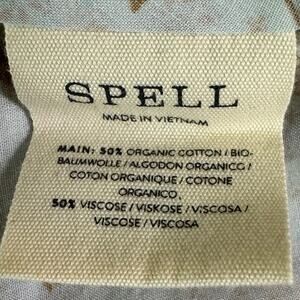 SPELL
MADE IN VIETNAM
MAIN: 50% ORGANIC COTTON / BIO-
BAUMWOLLE / ALGODON ORGANICO /
COTON ORGANIQUE / COTONE
ORGANICO,
50% VISCOSE / VISKOSE / VISCOSA /
VISCOSE / VISCOSA